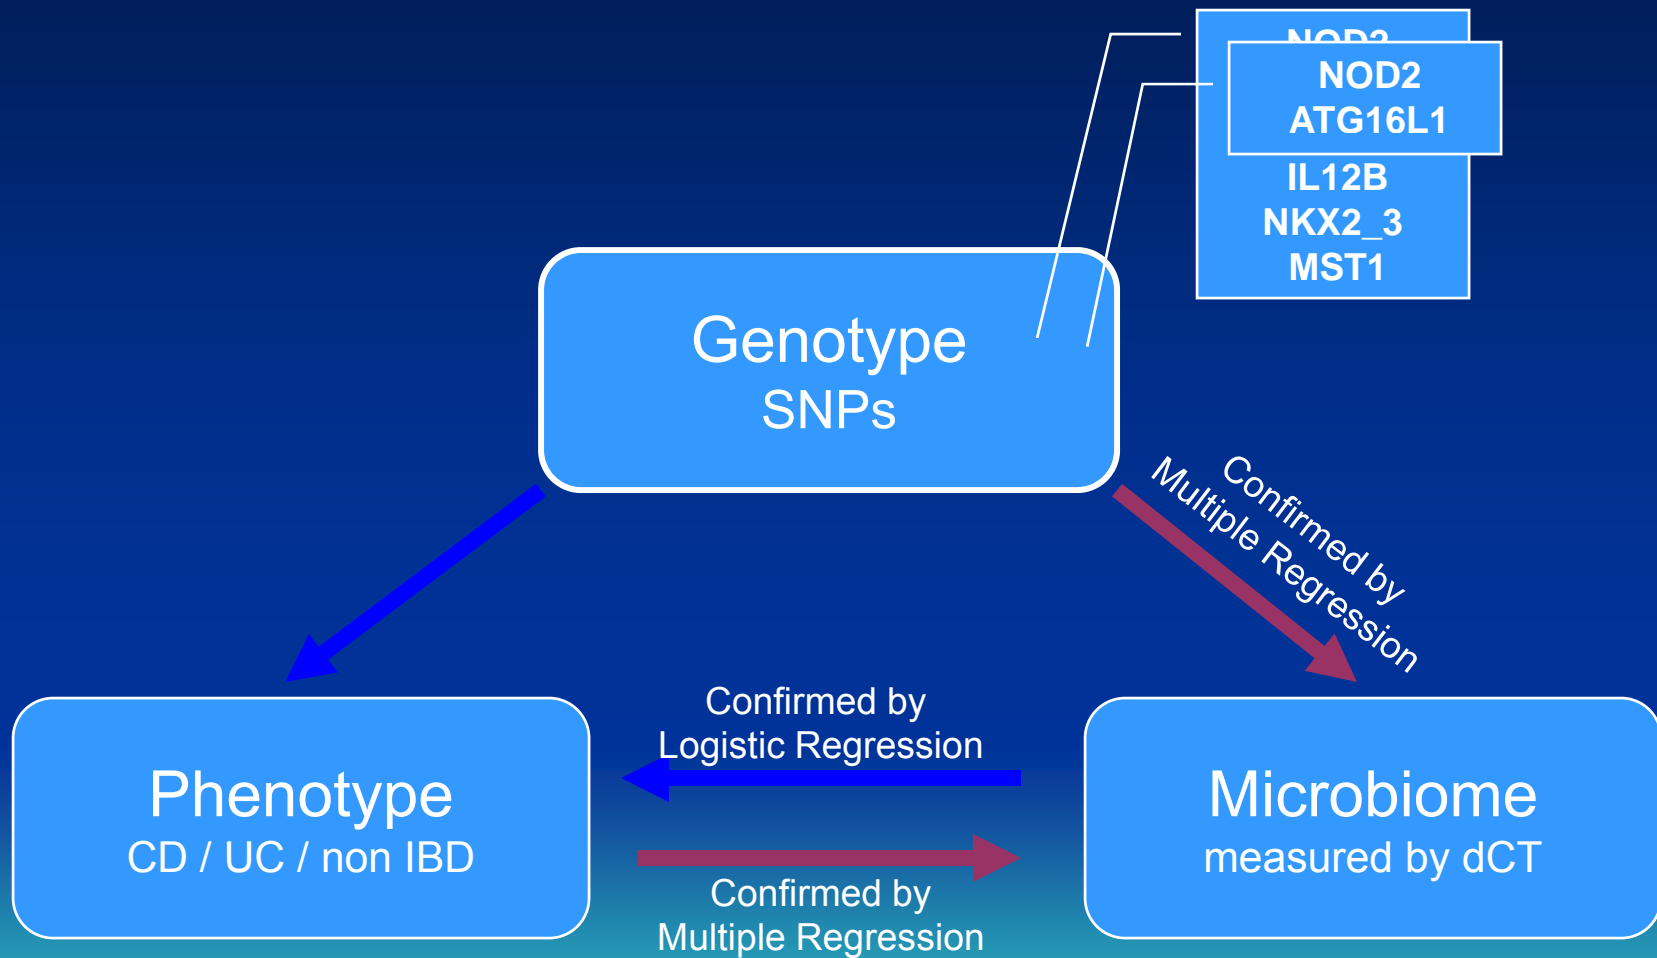 NOD2
NOD2
ATG16L1
IL12B
NKX2_3
MST1
Genotype
SNPs
Confirmed by
Multiple Regression
Confirmed by
Logistic Regression
Phenotype
CD / UC / non IBD
Microbiome
measured by dCT
Confirmed by
Multiple Regression